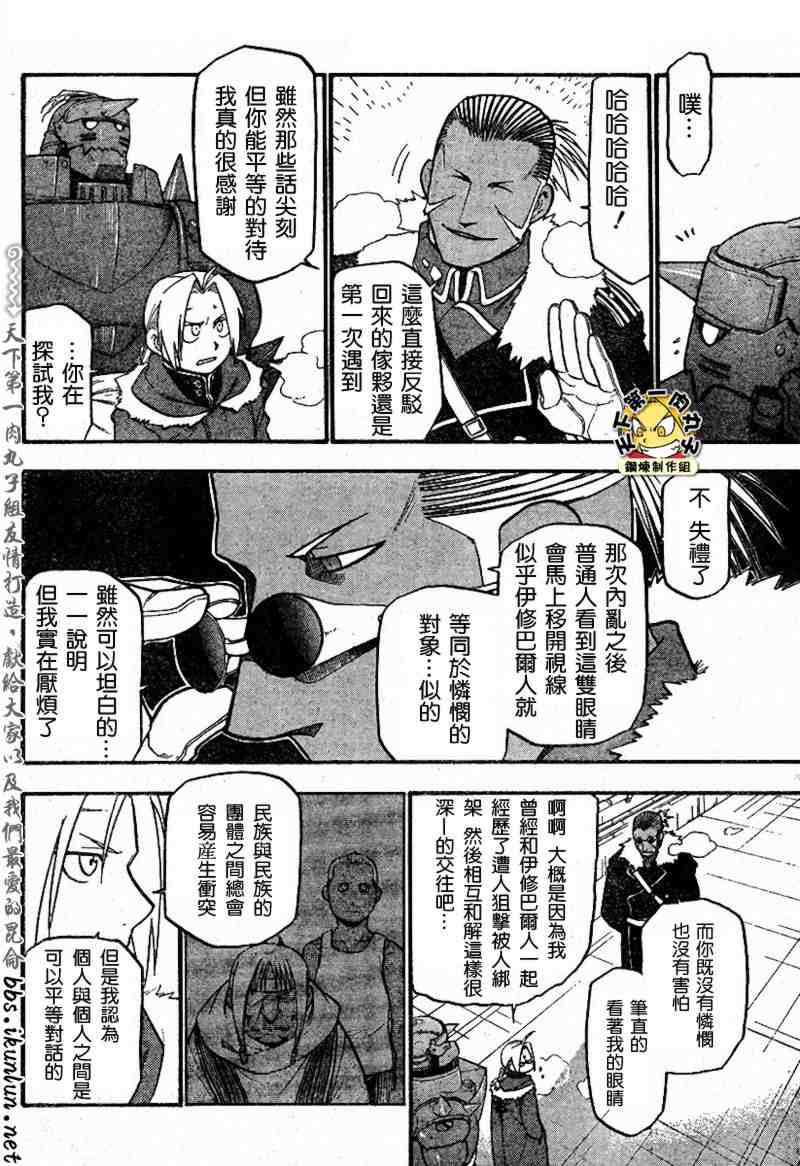 噗…
哈哈哈哈哈哈！
這麼直接反駁
回來的傢夥還是
第一次遇到
雖然那些話尖刻
但你能平等的對待
我真的很感謝
…你在
探試我？
天下第一肉丸子
鋼煉制作組
不 失禮了
那次內亂之後
普通人看到這雙眼睛
會馬上移開視線
似乎伊修巴爾人就
等同於憐憫的
對象…似的
雖然可以坦白的…
一一說明
但我實在厭煩了
而你既沒有憐憫
也沒有害怕
筆直的
看著我的眼睛
啊啊 大概是因為我
曾經和伊修巴爾人一起
經歷了遭人狙擊被人綁
架 然後相互和解這樣很
深－的交往吧…
民族與民族的
團體之間總會
容易産生衝突
但是我認為
個人與個人之間是
可以平等對話的
天下第一肉丸子組友情打造，獻給大家以及我們最愛的昆侖 bbs.ikunlun.net